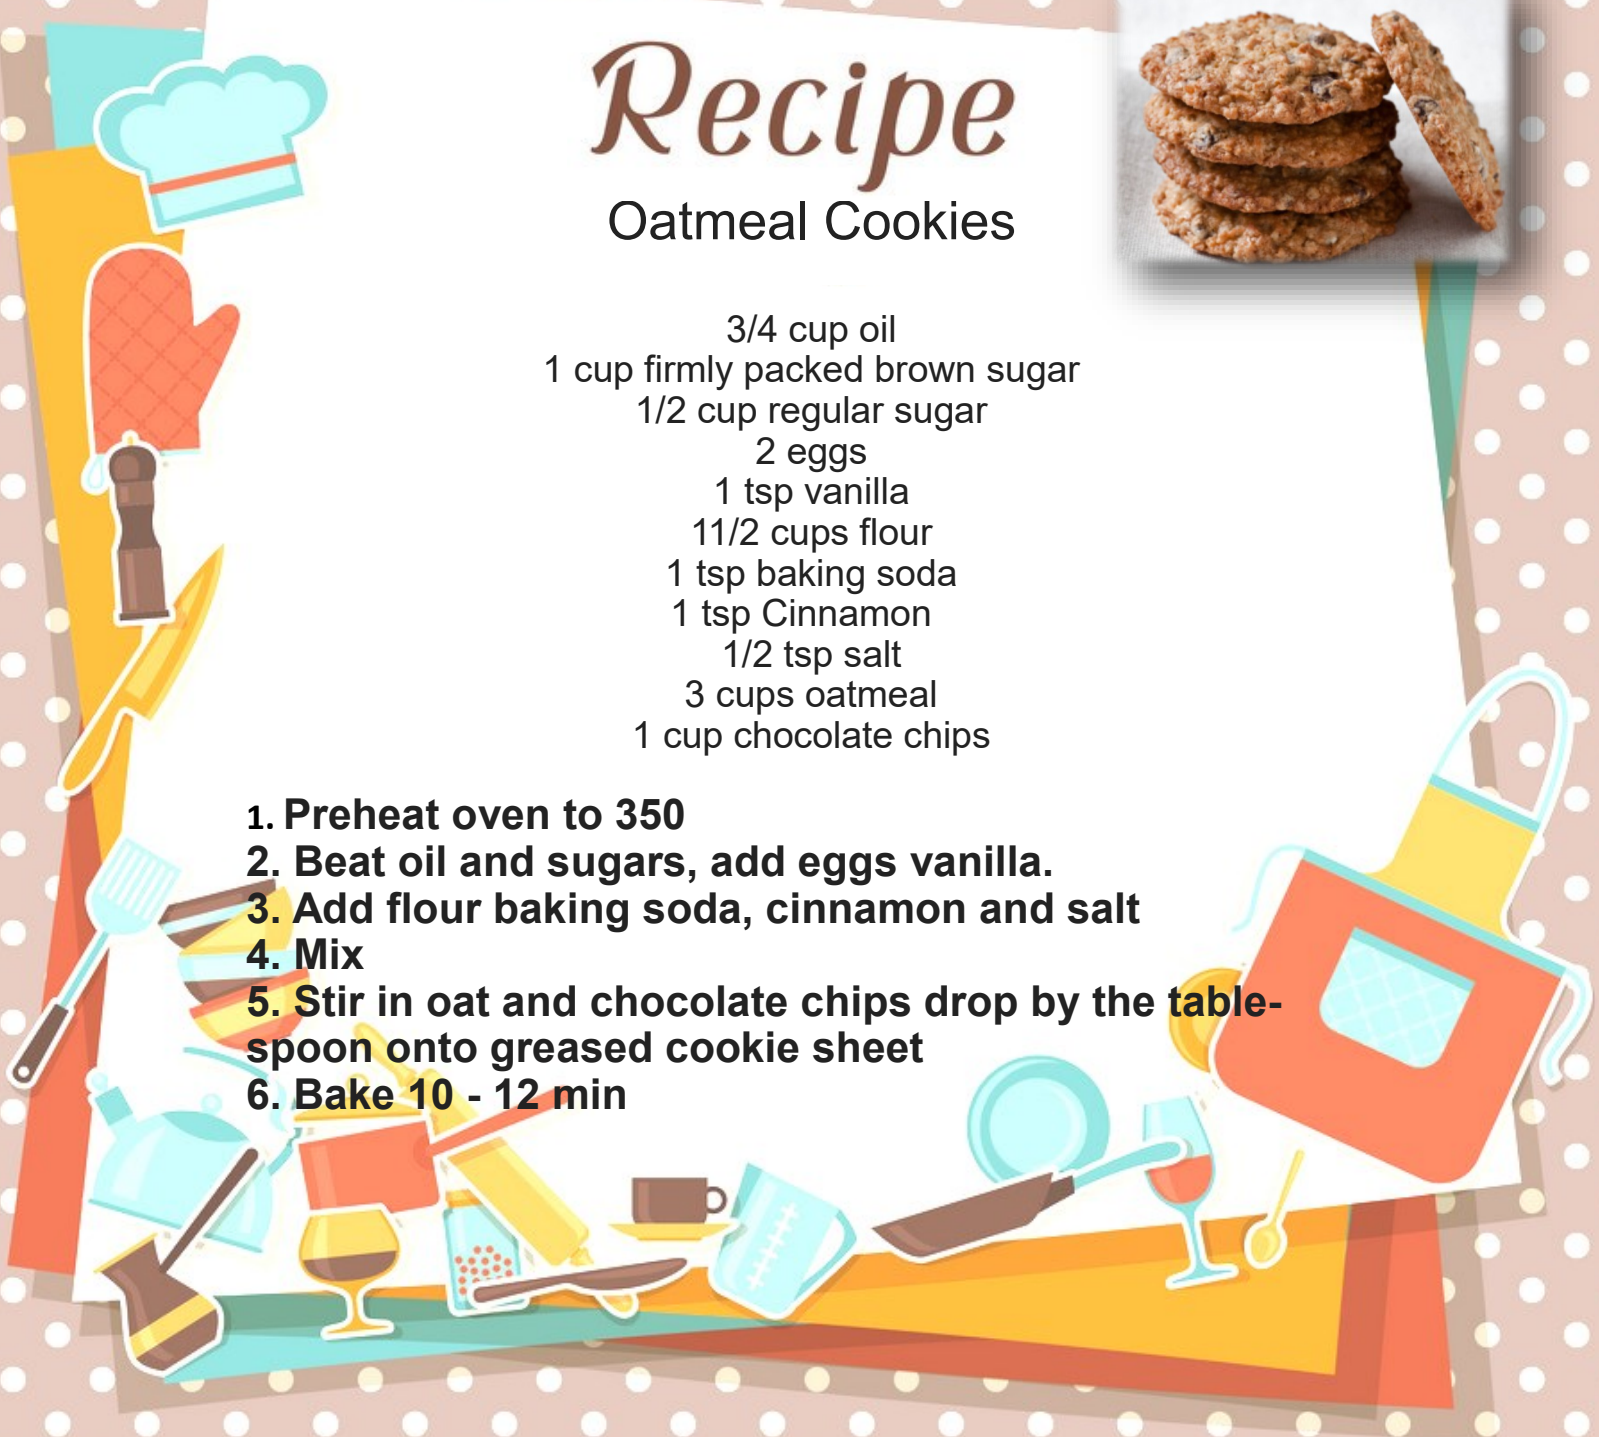 Recipe
Oatmeal Cookies
3/4 cup oil
1 cup firmly packed brown sugar
1/2 cup regular sugar
2 eggs
1 tsp vanilla
11/2 cups flour
1 tsp baking soda
1 tsp Cinnamon
1/2 tsp salt
3 cups oatmeal
1 cup chocolate chips
1. Preheat oven to 350
2. Beat oil and sugars, add eggs vanilla.
3. Add flour baking soda, cinnamon and salt
4. Mix
5. Stir in oat and chocolate chips drop by the table-
spoon onto greased cookie sheet
6. Bake 10 - 12 min